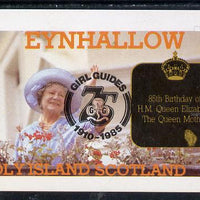 EYNHALLOW
GIRL GUIDES
75
1910-1985
85th Birthday of
H.M. Queen Elizabeth
The Queen Mother
HOLY ISLAND SCOTLAND